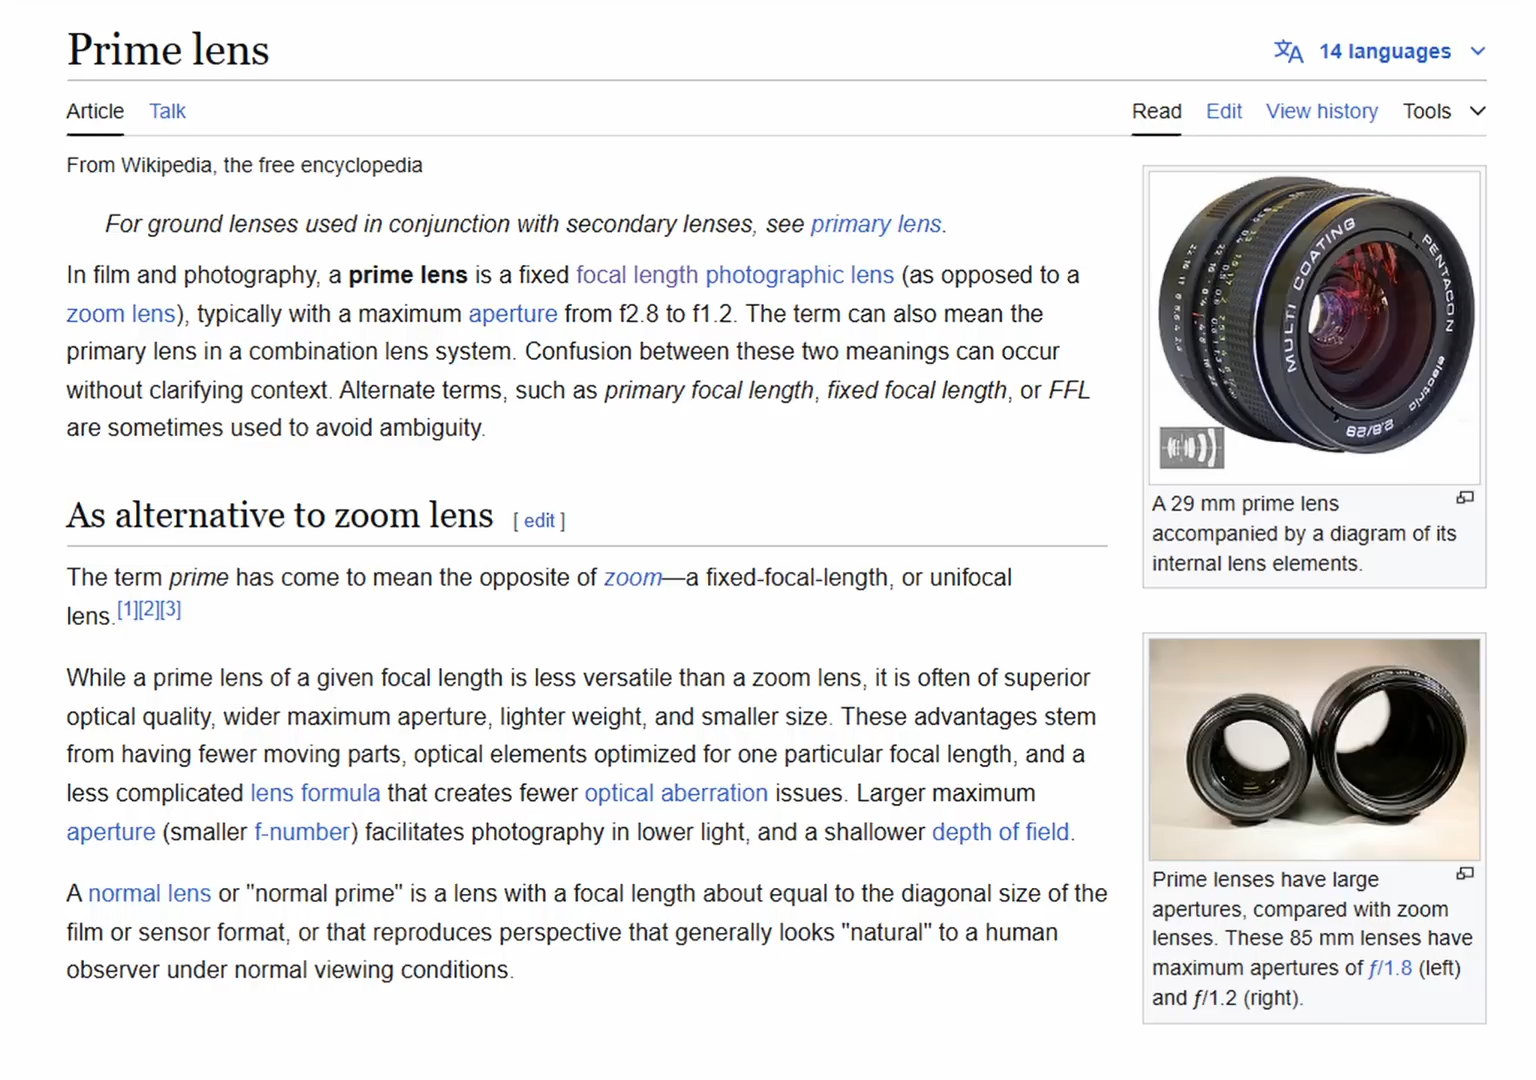 Prime lens
14 languages
Article Talk
Read Edit View history Tools
From Wikipedia, the free encyclopedia
For ground lenses used in conjunction with secondary lenses, see primary lens.
In film and photography, a prime lens is a fixed focal length photographic lens (as opposed to a
zoom lens), typically with a maximum aperture from f2.8 to f1.2. The term can also mean the
primary lens in a combination lens system. Confusion between these two meanings can occur
without clarifying context. Alternate terms, such as primary focal length, fixed focal length, or FFL
are sometimes used to avoid ambiguity.
As alternative to zoom lens [ edit ]
The term prime has come to mean the opposite of zoom—a fixed-focal-length, or unifocal
lens.[1][2][3]
While a prime lens of a given focal length is less versatile than a zoom lens, it is often of superior
optical quality, wider maximum aperture, lighter weight, and smaller size. These advantages stem
from having fewer moving parts, optical elements optimized for one particular focal length, and a
less complicated lens formula that creates fewer optical aberration issues. Larger maximum
aperture (smaller f-number) facilitates photography in lower light, and a shallower depth of field.
A normal lens or "normal prime" is a lens with a focal length about equal to the diagonal size of the
film or sensor format, or that reproduces perspective that generally looks "natural" to a human
observer under normal viewing conditions.
MULTI COATING
PENTACON
electric
2.8/29
A 29 mm prime lens
accompanied by a diagram of its
internal lens elements.
Prime lenses have large
apertures, compared with zoom
lenses. These 85 mm lenses have
maximum apertures of ƒ/1.8 (left)
and ƒ/1.2 (right).